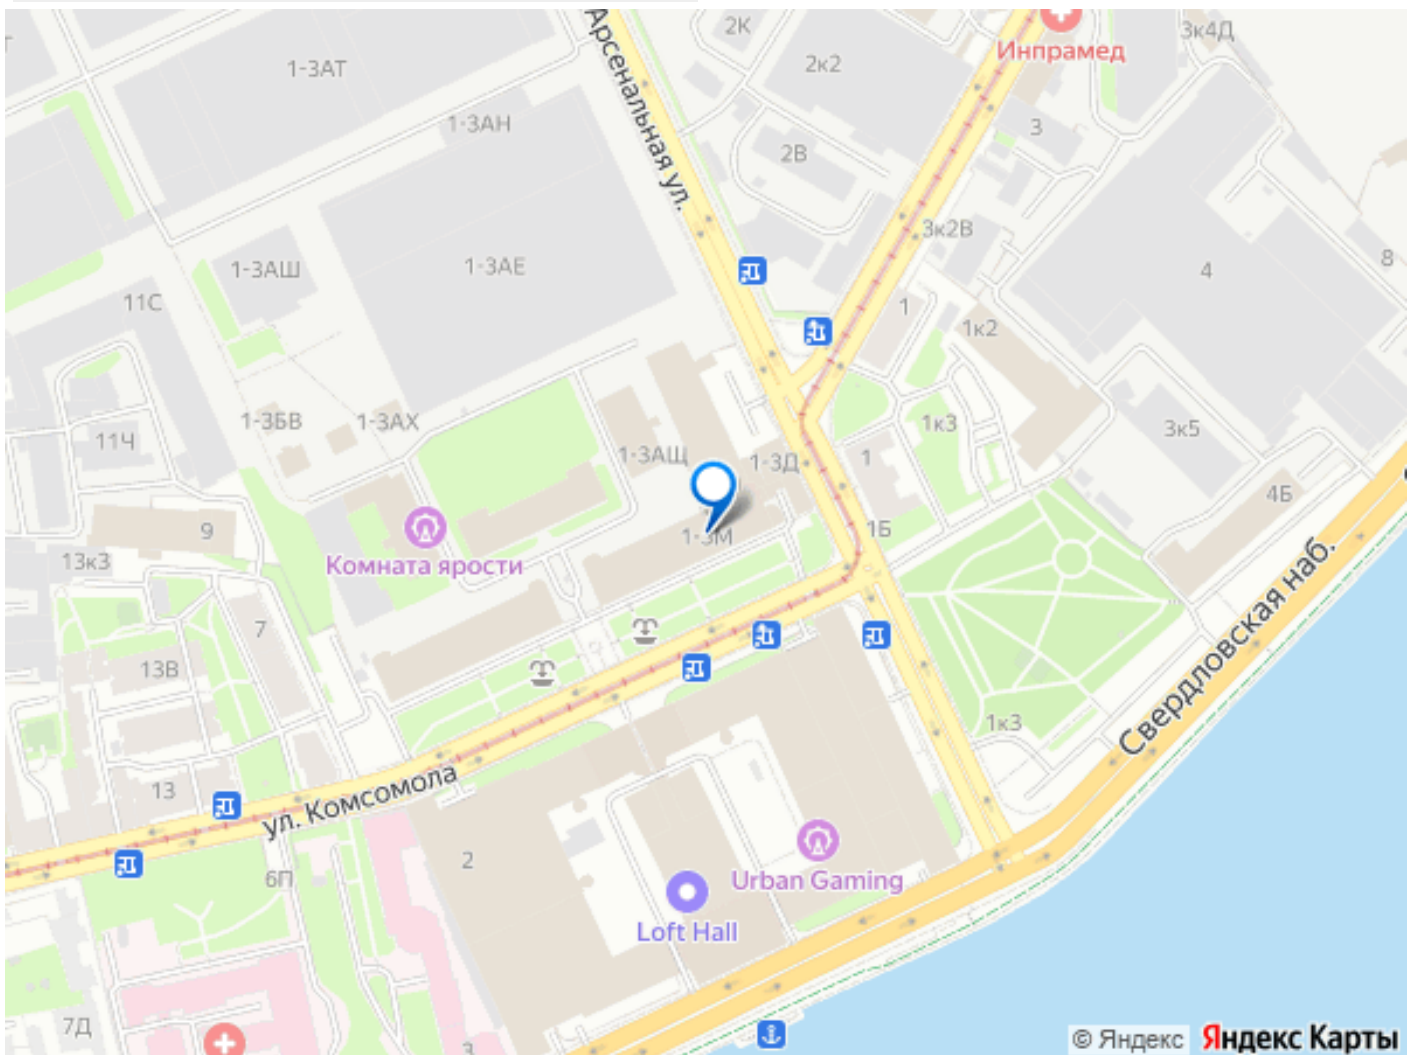 2К
3к4Д
Инпрамед
1-3АТ
2к2
1-3АН
Арсенальная ул.
3
2В
3к2В
8
1-3АШ
1-3АЕ
4
11С
1
1к2
1-3БВ
1-3АХ
1к3
3к5
11Ч
1-3АЩ
1-3Д
1
4Б
9
1-3М
1Б
13к3
Комната ярости
7
13В
Свердловская наб.
1к3
13
ул. Комсомола
2
6П
Urban Gaming
Loft Hall
7Д
3
© Яндекс
Яндекс Карты